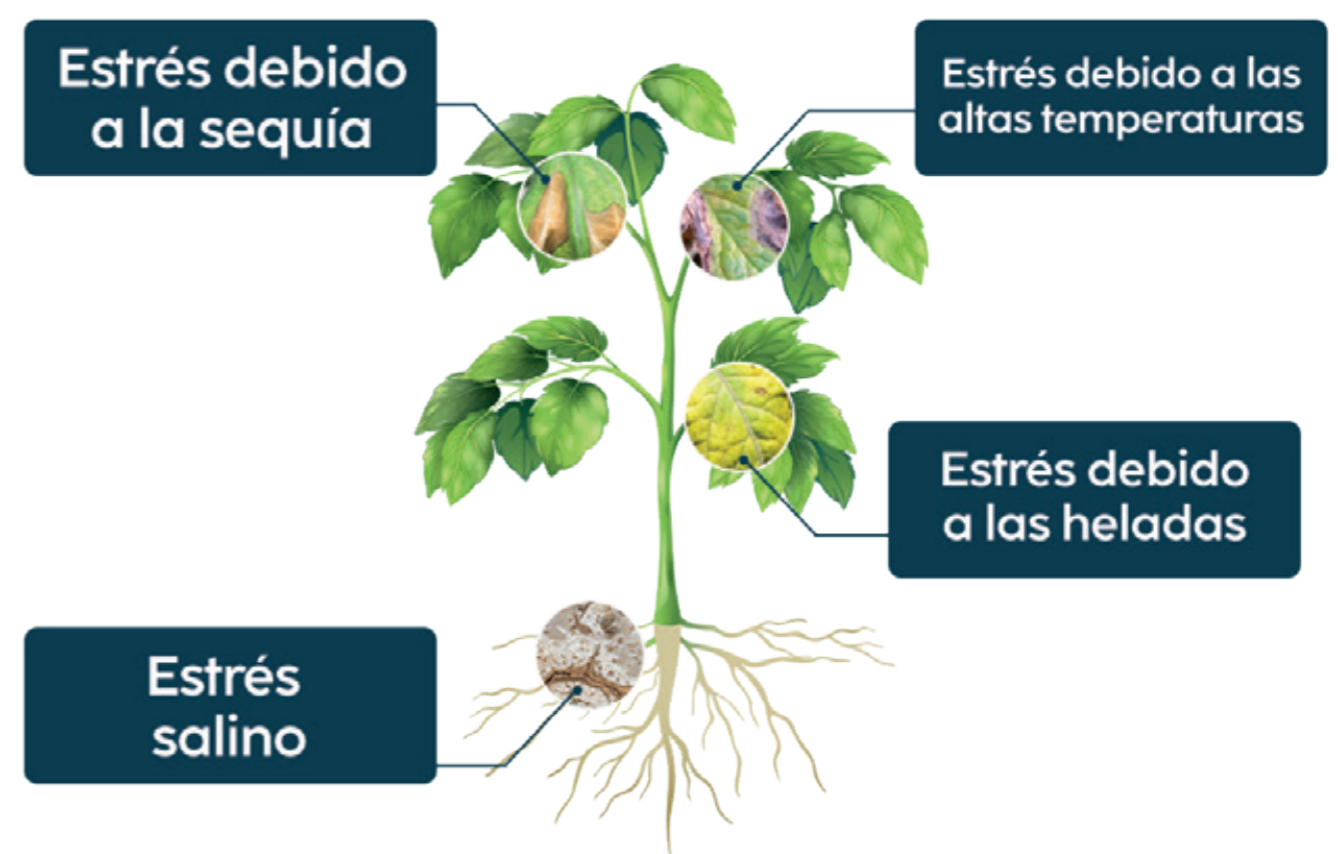 Estrés debido
a la sequía
Estrés debido a las
altas temperaturas
Estrés debido
a las heladas
Estrés
salino